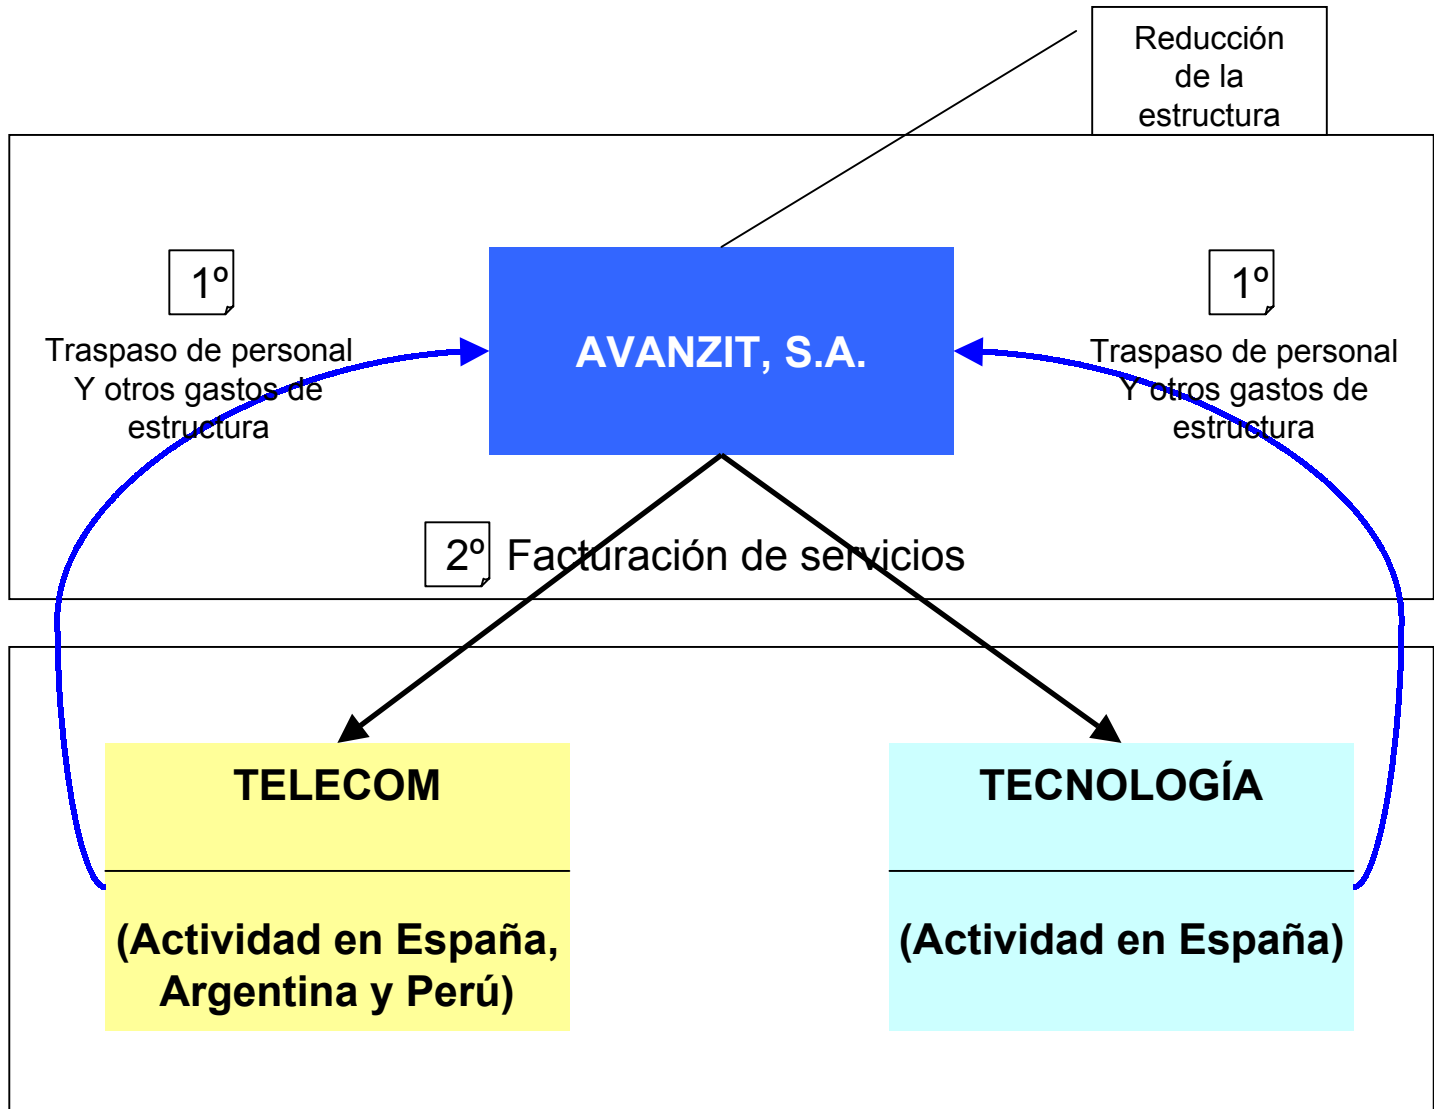 Reducción
de la
estructura
1º
Traspaso de personal
Y otros gastos de
estructura
AVANZIT, S.A.
1º
Traspaso de personal
Y otros gastos de
estructura
2º Facturación de servicios
TELECOM
(Actividad en España,
Argentina y Perú)
TECNOLOGÍA
(Actividad en España)